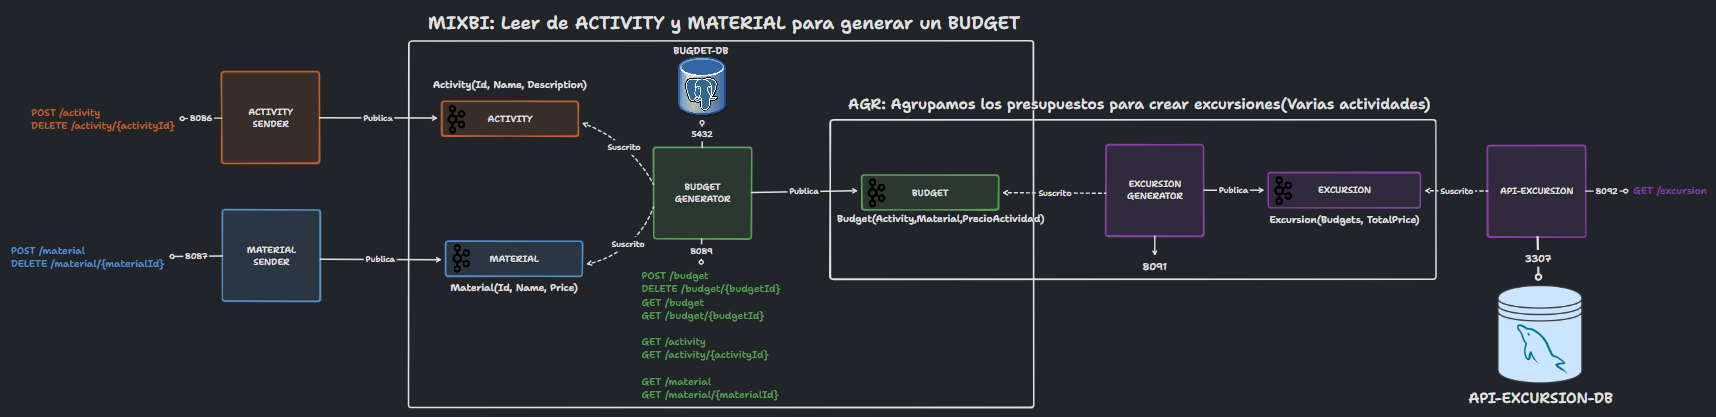 MIXBI: Leer de ACTIVITY y MATERIAL para generar un BUDGET
BUGDET-DB
5432
POST /activity
DELETE /activity/{activityId}
8086
ACTIVITY
SENDER
Publica
Activity(Id, Name, Description)
ACTIVITY
Suscrito
POST /material
DELETE /material/{materialId}
8087
MATERIAL
SENDER
Publica
MATERIAL
Material(Id, Name, Price)
Suscrito
BUDGET
GENERATOR
8089
POST /budget
DELETE /budget/{budgetId}
GET /budget
GET /budget/{budgetId}
GET /activity
GET /activity/{activityId}
GET /material
GET /material/{materialId}
Publica
AGR: Agrupamos los presupuestos para crear excursiones(Varias actividades)
BUDGET
Budget(Activity,Material,PrecioActividad)
Suscrito
EXCURSION
GENERATOR
8091
Publica
EXCURSION
Excursion(Budgets, TotalPrice)
Suscrito
API-EXCURSION
8092
GET /excursion
3307
API-EXCURSION-DB